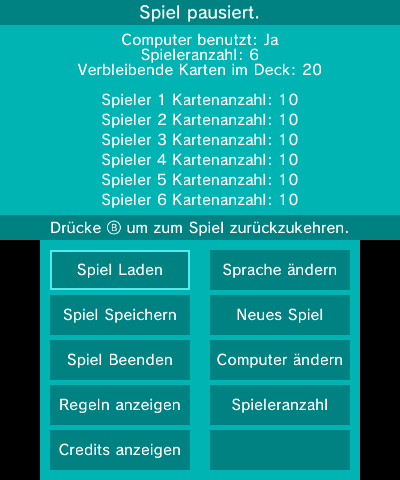 Spiel pausiert.
Computer benutzt: Ja
Spieleranzahl: 6
Verbleibende Karten im Deck: 20
Spieler 1 Kartenanzahl: 10
Spieler 2 Kartenanzahl: 10
Spieler 3 Kartenanzahl: 10
Spieler 4 Kartenanzahl: 10
Spieler 5 Kartenanzahl: 10
Spieler 6 Kartenanzahl: 10
Drücke Ⓑ um zum Spiel zurückzukehren.
Spiel Laden
Sprache ändern
Spiel Speichern
Neues Spiel
Spiel Beenden
Computer ändern
Regeln anzeigen
Spieleranzahl
Credits anzeigen